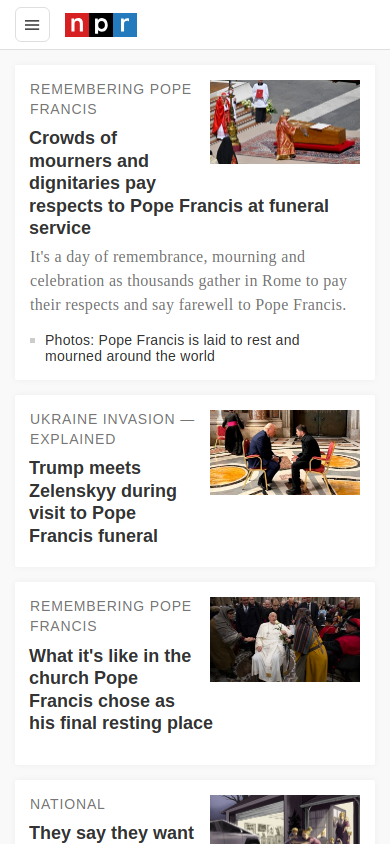 npr
REMEMBERING POPE
FRANCIS
Crowds of
mourners and
dignitaries pay
respects to Pope Francis at funeral
service
It's a day of remembrance, mourning and
celebration as thousands gather in Rome to pay
their respects and say farewell to Pope Francis.
Photos: Pope Francis is laid to rest and
mourned around the world
UKRAINE INVASION —
EXPLAINED
Trump meets
Zelenskyy during
visit to Pope
Francis funeral
REMEMBERING POPE
FRANCIS
What it's like in the
church Pope
Francis chose as
his final resting place
NATIONAL
They say they want